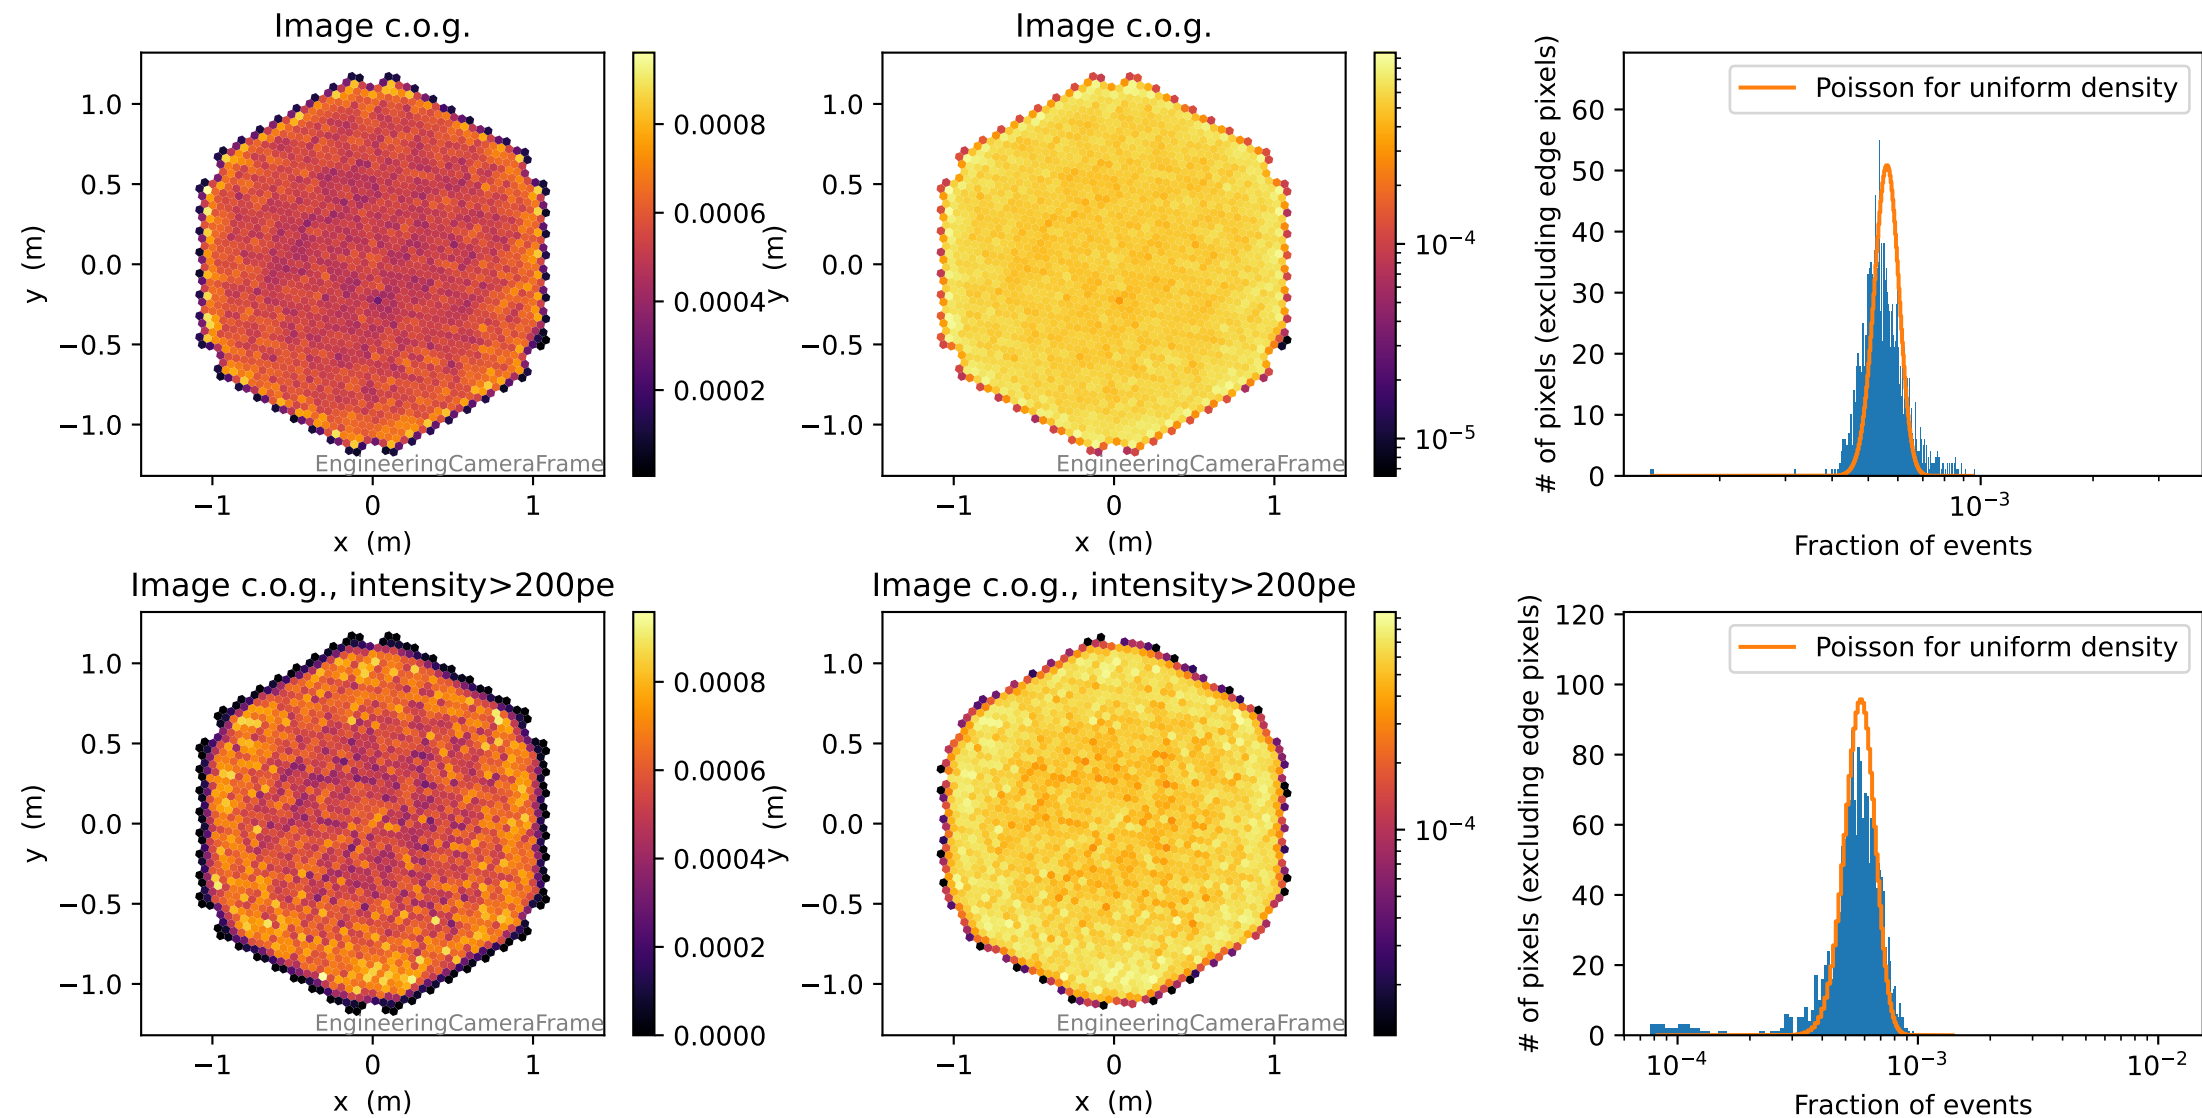 Image c.o.g.
1.0
0.5
0.0
−0.5
−1.0
y (m)
−1
0
1
x (m)
EngineeringCameraFrame
0.0008
0.0006
0.0004
0.0002
Image c.o.g.
1.0
0.5
0.0
−0.5
−1.0
y (m)
−1
0
1
x (m)
EngineeringCameraFrame
10⁻⁴
10⁻⁵
# of pixels (excluding edge pixels)
60
50
40
30
20
10
0
Poisson for uniform density
10⁻³
Fraction of events
Image c.o.g., intensity>200pe
1.0
0.5
0.0
−0.5
−1.0
y (m)
−1
0
1
x (m)
EngineeringCameraFrame
0.0008
0.0006
0.0004
0.0002
0.0000
Image c.o.g., intensity>200pe
1.0
0.5
0.0
−0.5
−1.0
y (m)
−1
0
1
x (m)
EngineeringCameraFrame
10⁻⁴
# of pixels (excluding edge pixels)
120
100
80
60
40
20
0
Poisson for uniform density
10⁻⁴
10⁻³
10⁻²
Fraction of events